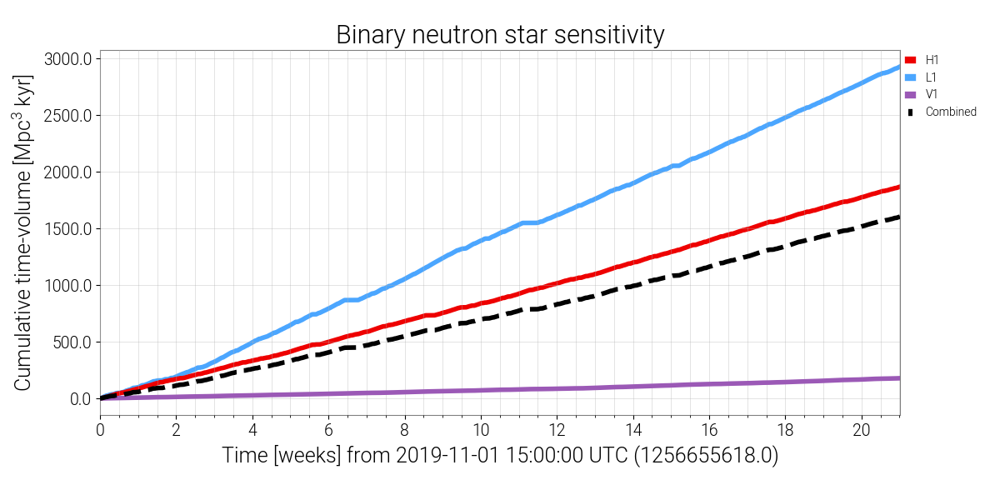 Binary neutron star sensitivity
Cumulative time-volume [Mpc³ kyr]
3000.0
2500.0
2000.0
1500.0
1000.0
500.0
0.0
H1
L1
V1
Combined
0 2 4 6 8 10 12 14 16 18 20
Time [weeks] from 2019-11-01 15:00:00 UTC (1256655618.0)